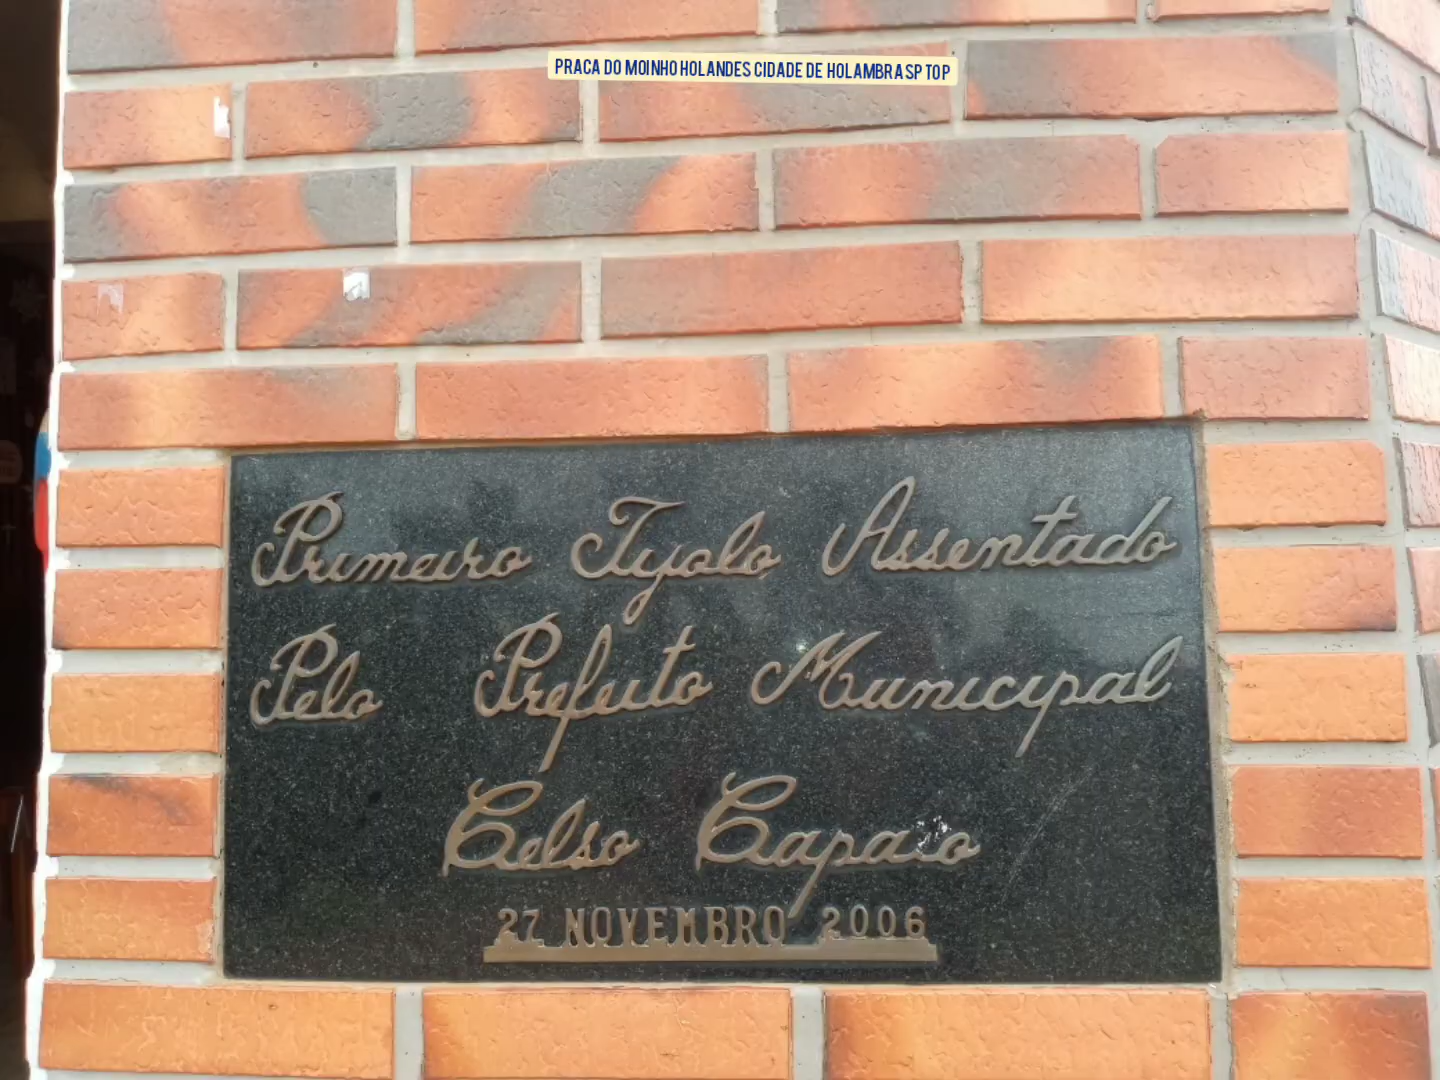 PRACA DO MOINHO HOLANDES CIDADE DE HOLAMBRA SP TOP
Primeiro Tijolo Assentado
Pelo Prefeito Municipal
Celso Capato
27 NOVEMBRO 2006